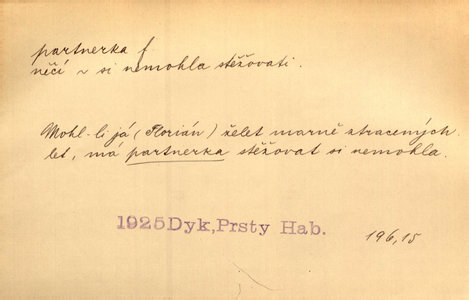 partnerka f
něčí ~ si nemohla stěžovati.
Mohl-li já (Florián) želet marně ztracených
let, má partnerka stěžovat si nemohla.
1925 Dyk, Prsty Hab.
196,15